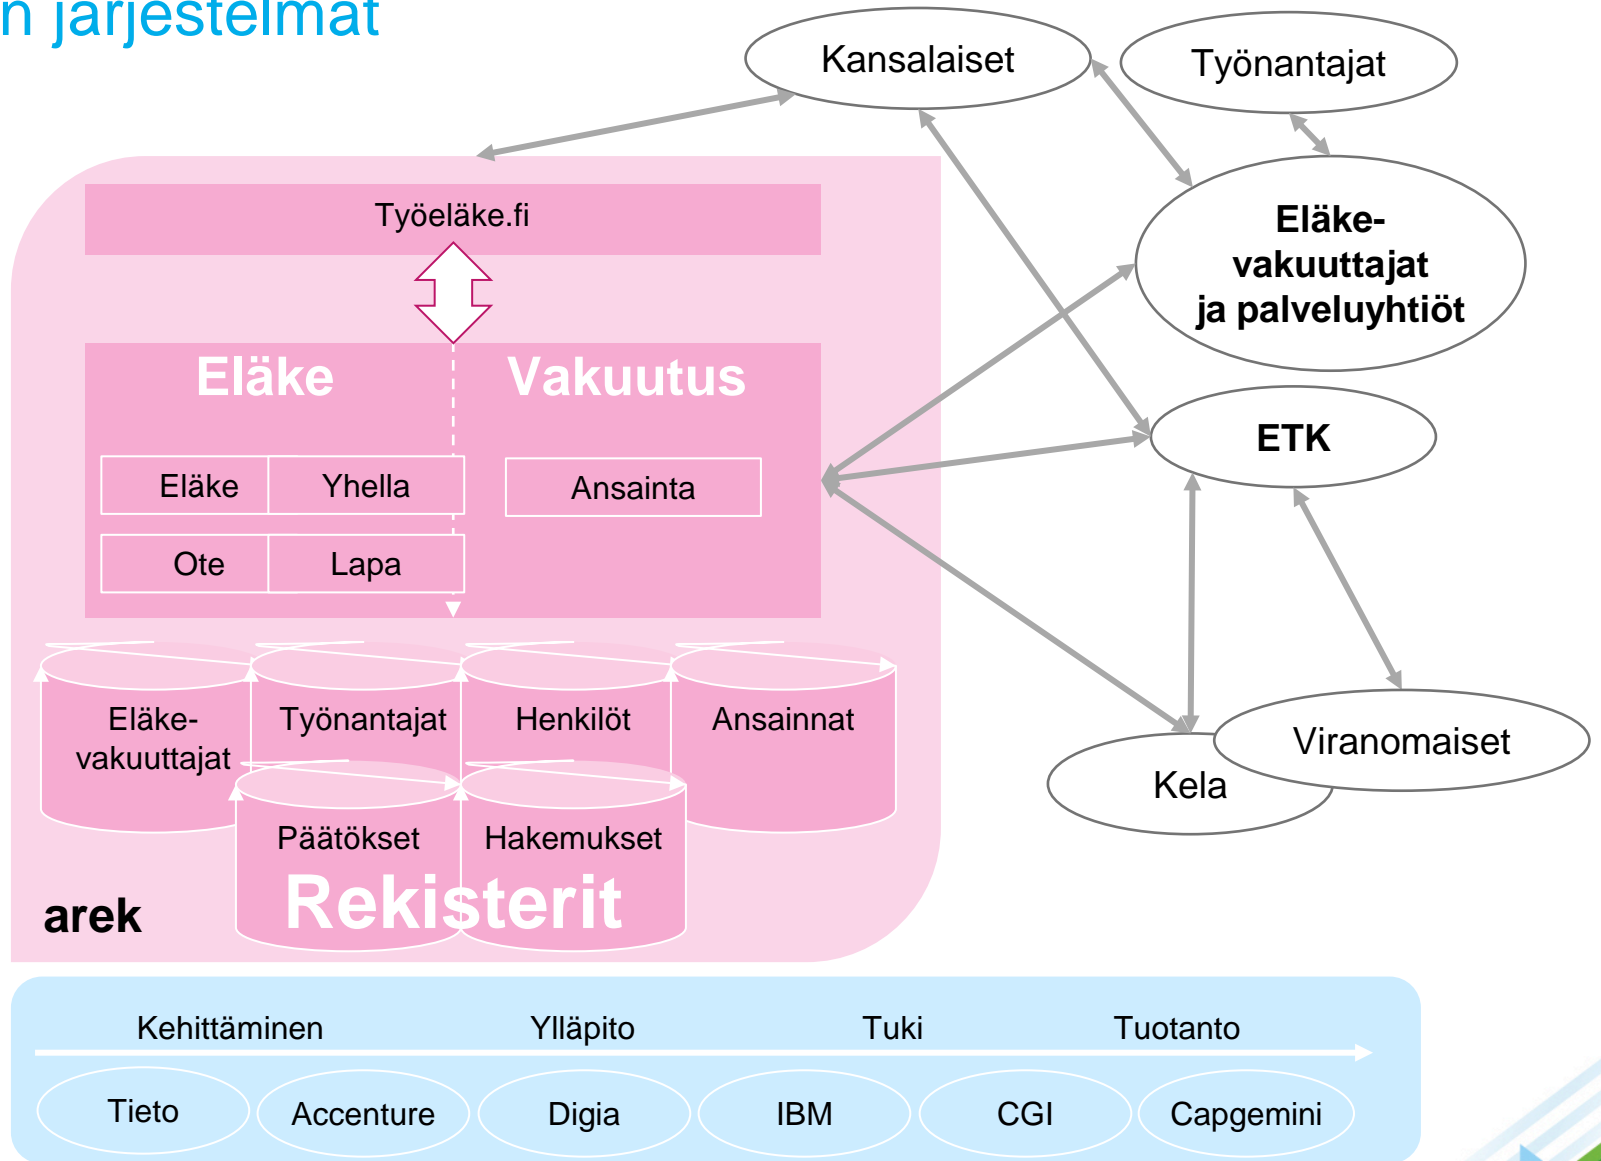 n järjestelmät
Kansalaiset
Työnantajat
Työeläke.fi
Eläke-
vakuuttajat
ja palveluyhtiöt
Eläke
Vakuutus
ETK
Eläke
Yhella
Ansainta
Ote
Lapa
Eläke-
vakuuttajat
Työnantajat
Henkilöt
Ansainnat
Viranomaiset
Kela
Päätökset
Hakemukset
Rekisterit
arek
Kehittäminen
Ylläpito
Tuki
Tuotanto
Tieto
Accenture
Digia
IBM
CGI
Capgemini